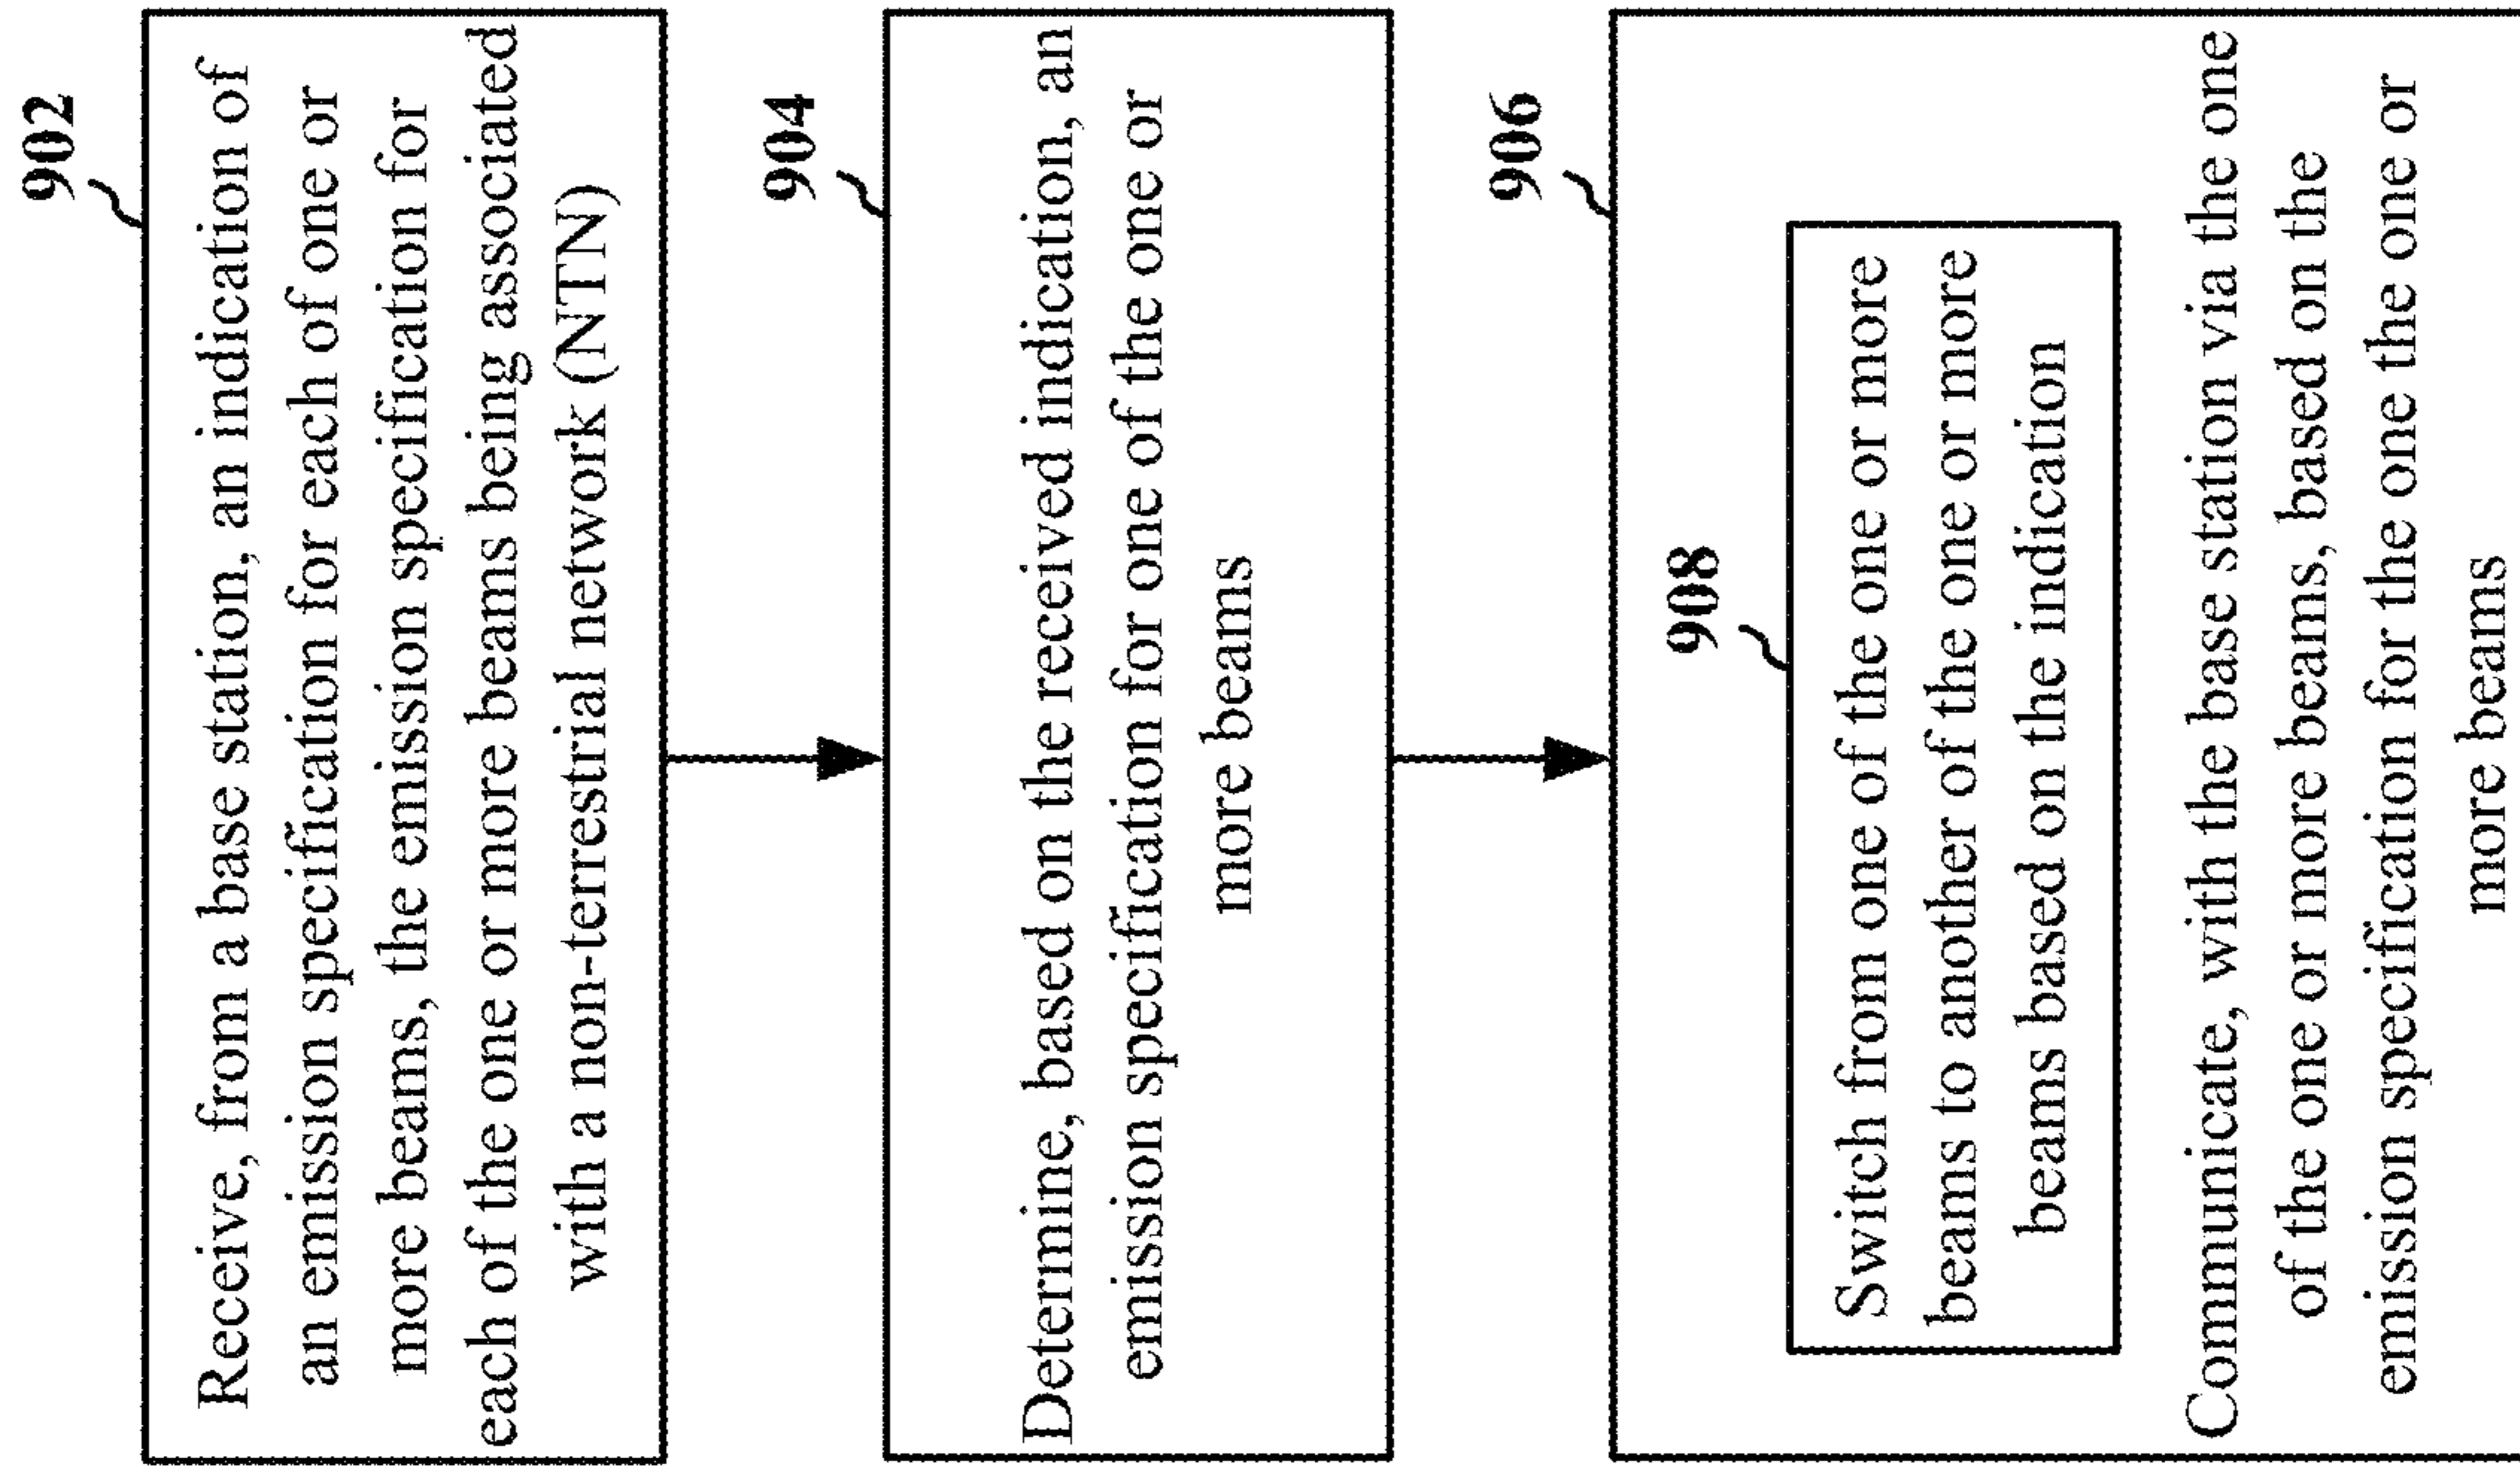 902
Receive, from a base station, an indication of
an emission specification for each of one or
more beams, the emission specification for
each of the one or more beams being associated
with a non-terrestrial network (NTN)
904
Determine, based on the received indication, an
emission specification for one of the one or
more beams
906
908
Switch from one of the one or more
beams to another of the one or more
beams based on the indication
Communicate, with the base station via the one
of the one or more beams, based on the
emission specification for the one the one or
more beams